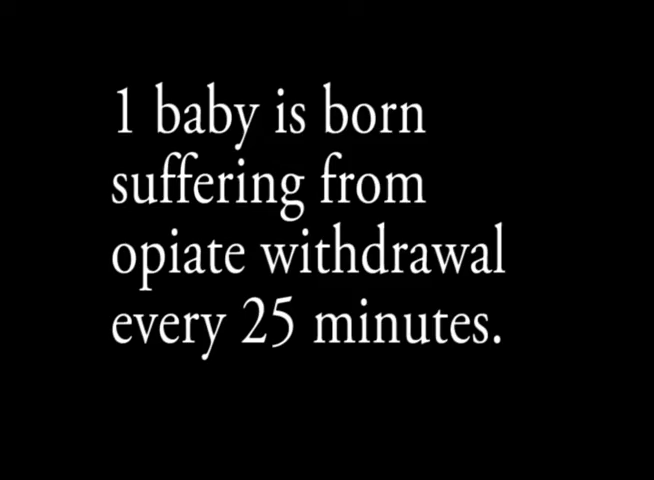 1 baby is born
suffering from
opiate withdrawal
every 25 minutes.